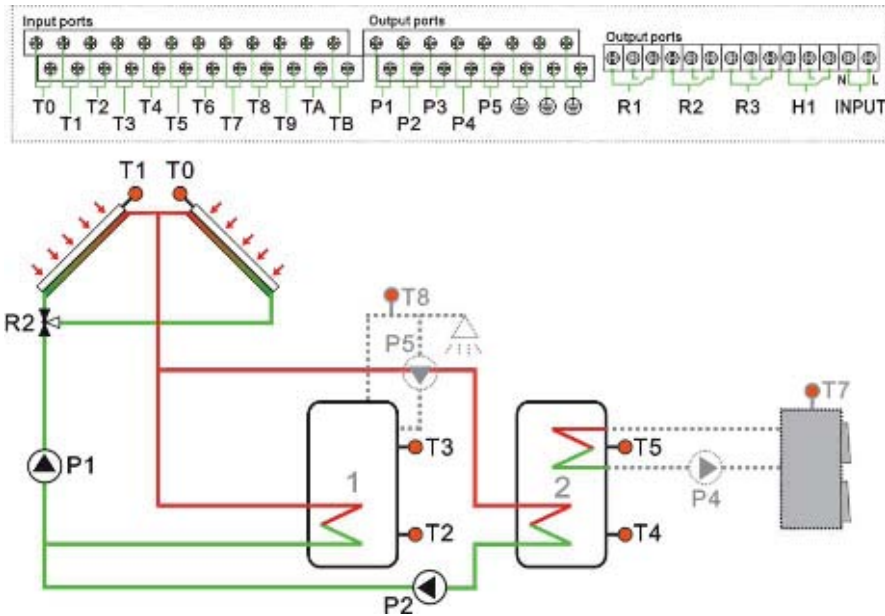 Input ports
Output ports
Output ports
T0 T1 T2 T3 T4 T5 T6 T7 T8 T9 TA TB P1 P2 P3 P4 P5
R1 R2 R3 H1 N L INPUT
T1 T0
T8
R2
P5
T7
P1
T3
T5
1
2
P4
T2
T4
P2